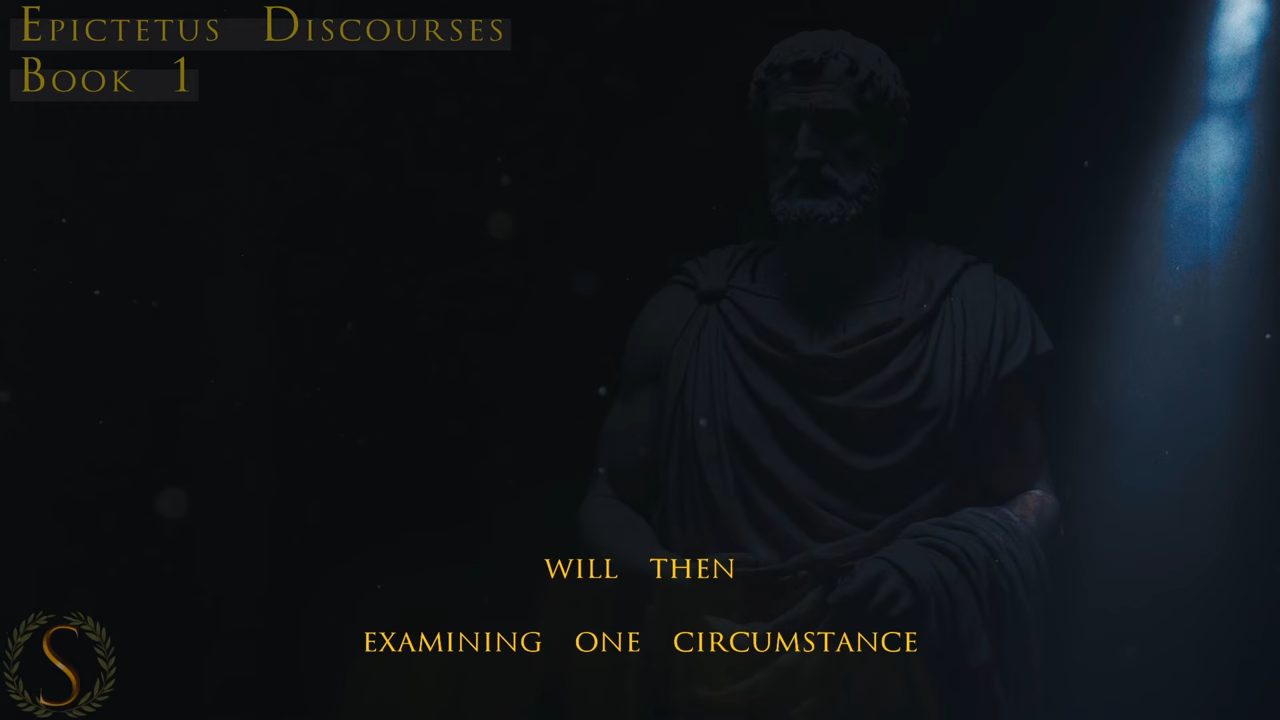 Epictetus Discourses
Book 1
WILL THEN
EXAMINING ONE CIRCUMSTANCE
S